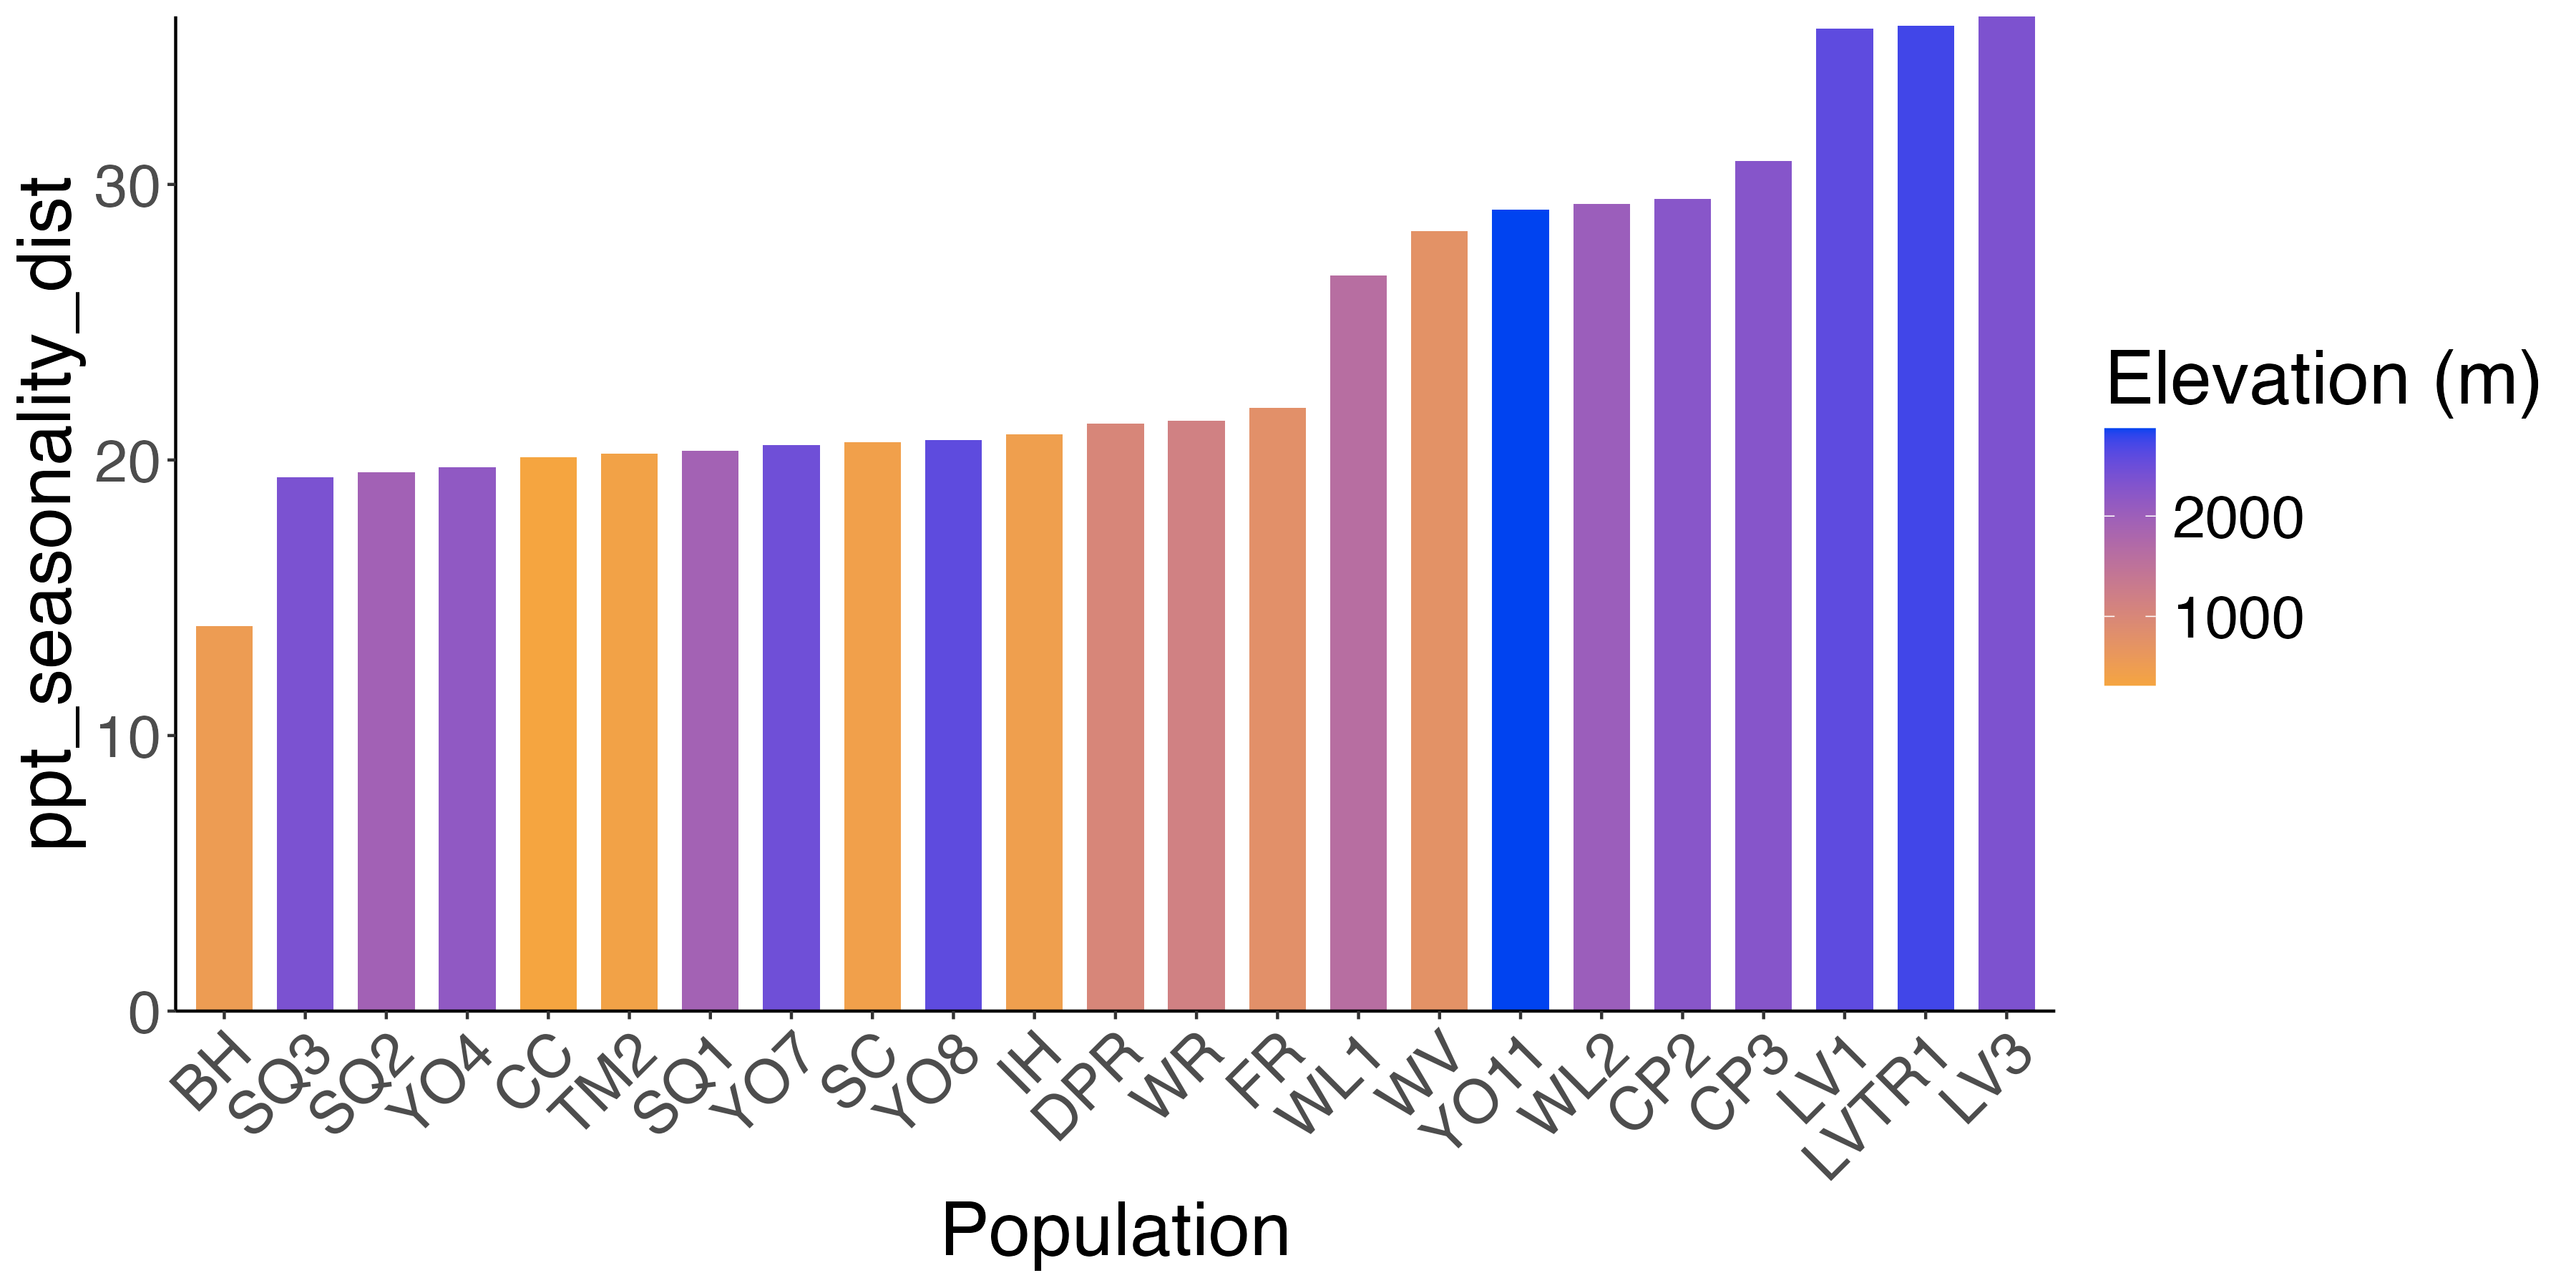 ppt_seasonality_dist
30
20
10
0
BH
SQ3
SQ2
YO4
CC
TM2
SQ1
YO7
SC
YO8
IH
DPR
WR
FR
WL1
WV
YO11
WL2
CP2
CP3
LV1
LVTR1
LV3
Population
Elevation (m)
2000
1000